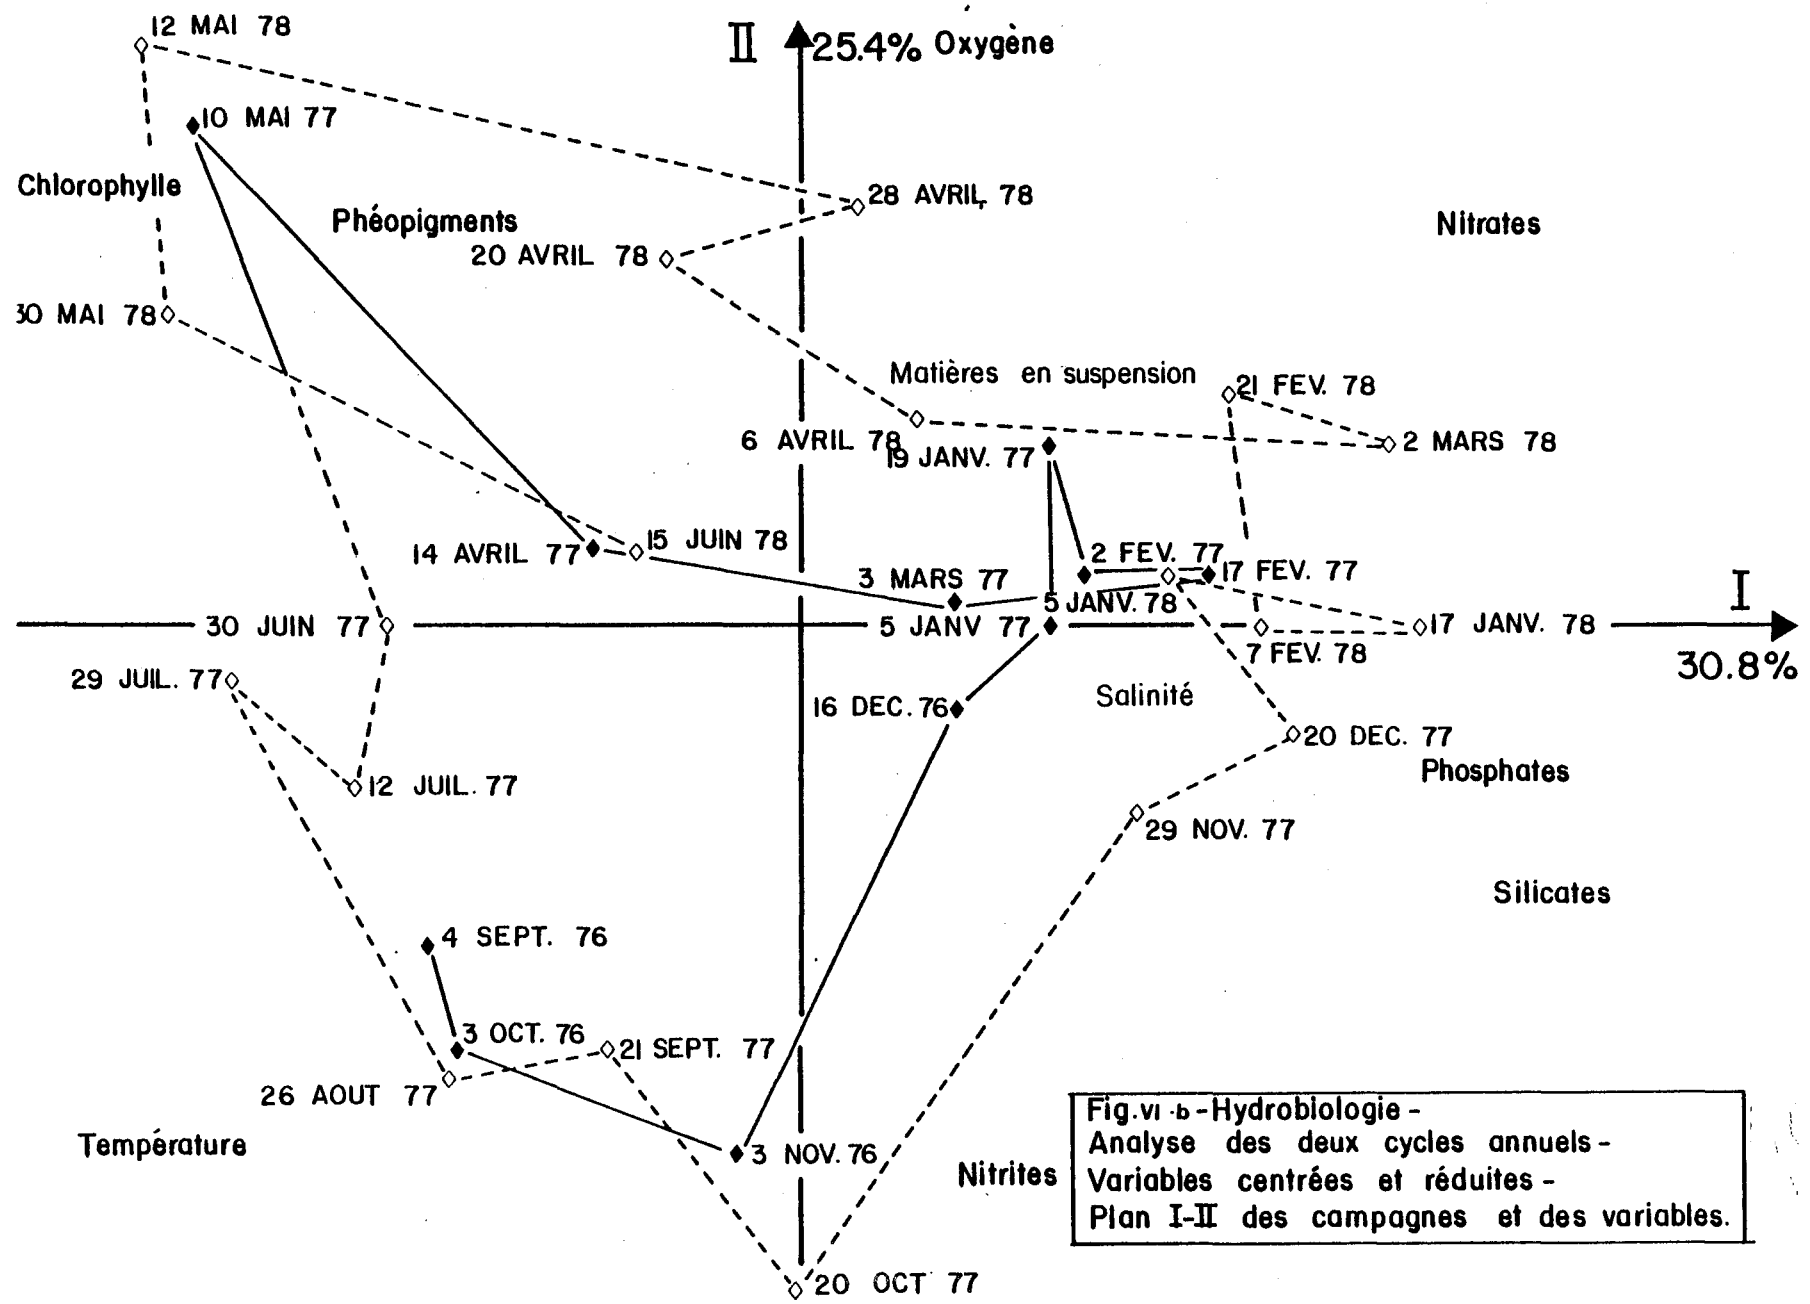 12 MAI 78
II
25.4% Oxygène
10 MAI 77
Chlorophylle
Phéopigments
28 AVRIL 78
Nitrates
20 AVRIL 78
30 MAI 78
Matières en suspension
21 FEV. 78
6 AVRIL 78
2 MARS 78
19 JANV. 77
14 AVRIL 77
15 JUIN 78
2 FEV. 77
3 MARS 77
17 FEV. 77
I
5 JANV. 78
30 JUIN 77
5 JANV 77
17 JANV. 78
7 FEV. 78
30.8%
29 JUIL. 77
Salinité
16 DEC. 76
20 DEC. 77
Phosphates
12 JUIL. 77
29 NOV. 77
Silicates
4 SEPT. 76
3 OCT. 76
21 SEPT. 77
26 AOUT 77
Température
3 NOV. 76
Nitrites
Fig.VI-b-Hydrobiologie-
Analyse des deux cycles annuels-
Variables centrées et réduites-
Plan I-II des campagnes et des variables.
20 OCT 77